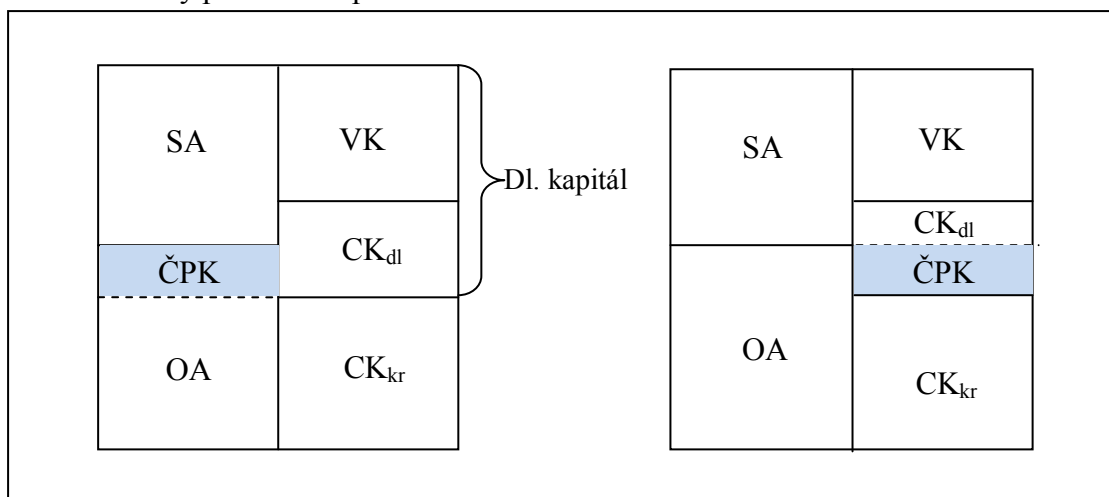 SA
VK
Dl. kapitál
CKdl
ČPK
OA
CKkr
SA
VK
CKdl
ČPK
OA
CKkr